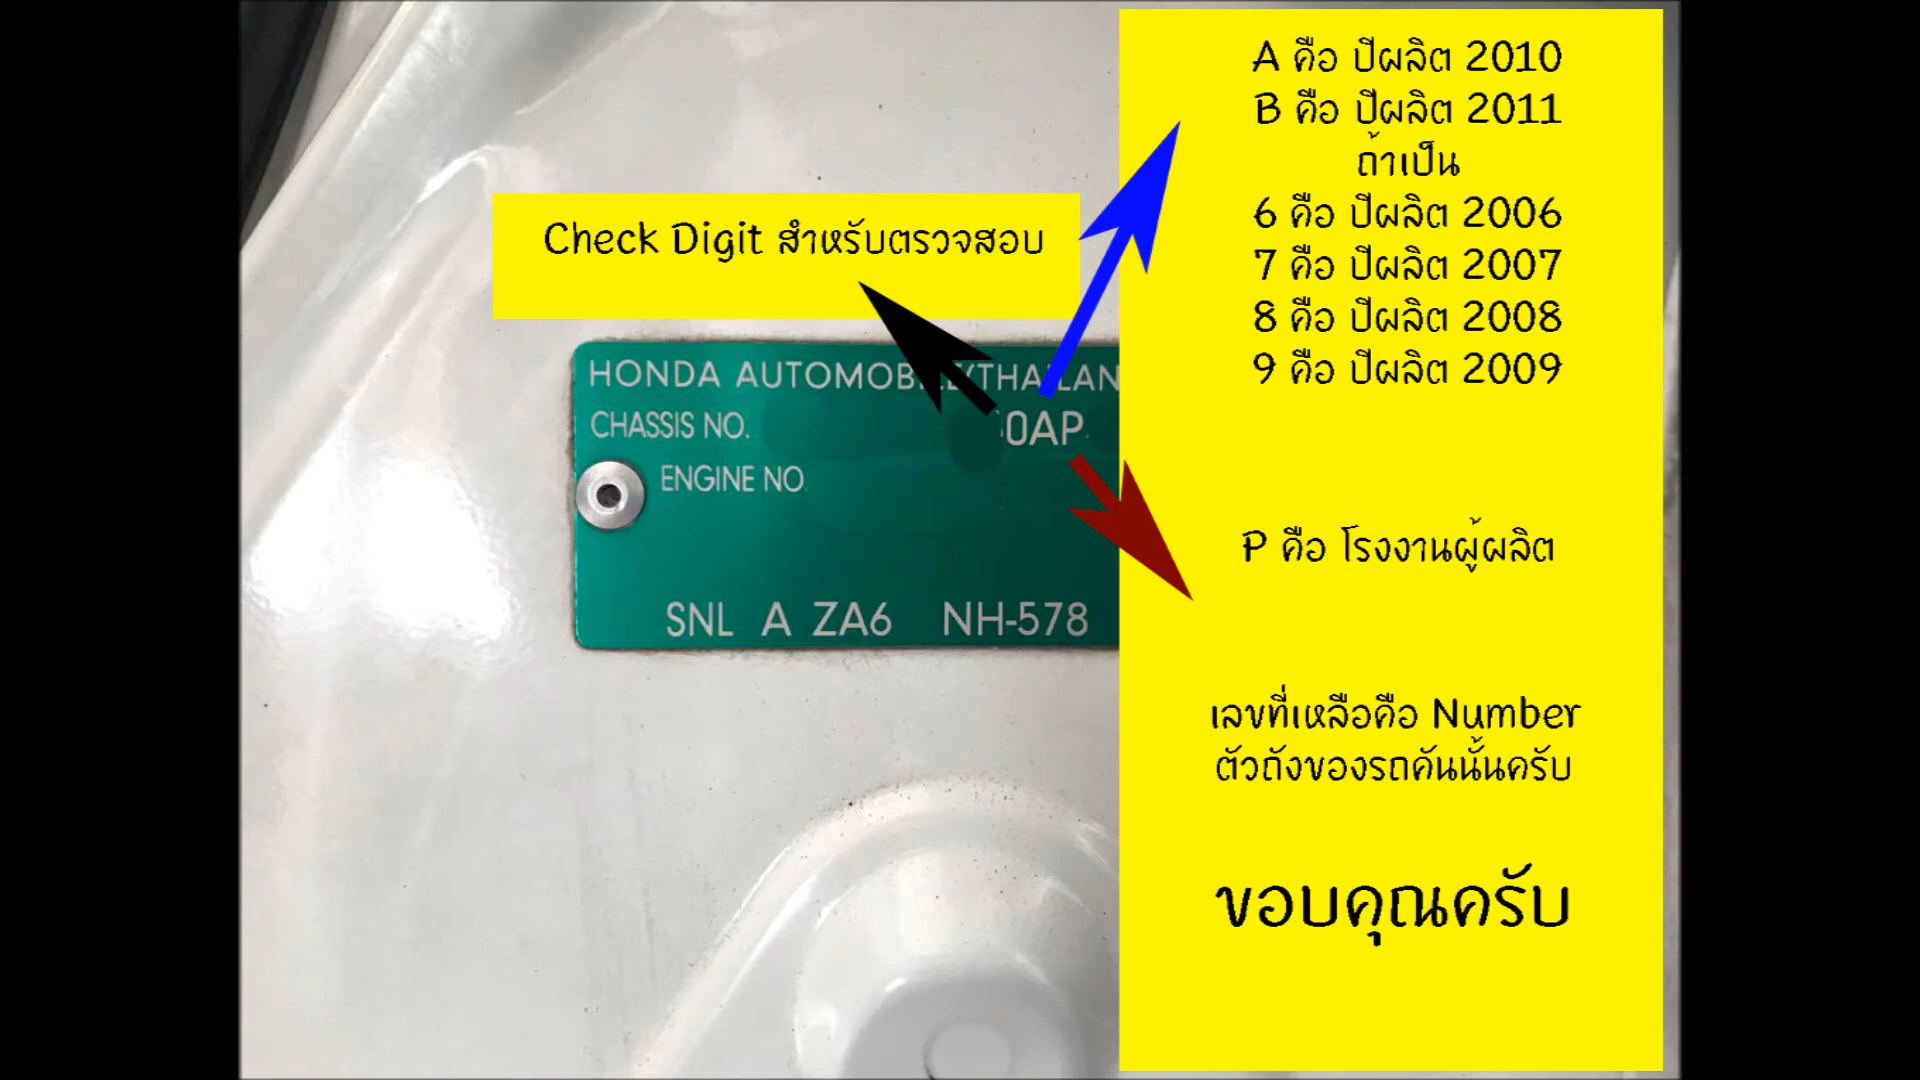 A คือ ปีผลิต 2010
B คือ ปีผลิต 2011
ถ้าเป็น
6 คือ ปีผลิต 2006
7 คือ ปีผลิต 2007
8 คือ ปีผลิต 2008
9 คือ ปีผลิต 2009
Check Digit สำหรับตรวจสอบ
HONDA
CHASSIS NO. 0AP
ENGINE NO.
SNL A ZA6 NH-578
P คือ โรงงานผู้ผลิต
เลขที่เหลือคือ Number
ตัวถังของรถคันนั้นครับ
ขอบคุณครับ